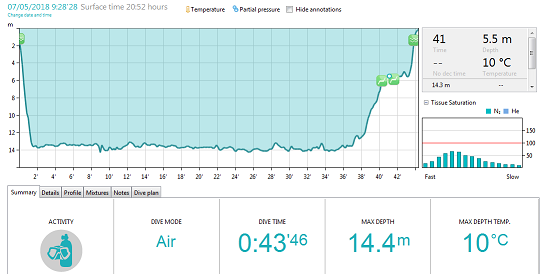 07/05/2018 9:28'28 Surface time 20:52 hours
Change date and time
Temperature
Partial pressure
Hide annotations
0
2
4
6
8
10
12
14
2' 4' 6' 8' 10' 12' 14' 16' 18' 20' 22' 24' 26' 28' 30' 32' 34' 36' 38' 40' 42'
41 5.5 m
Time Depth
-- 10 °C
No dec time Temperature
14.3 m --
Tissue Saturation
N₂ He
150
100
50
Fast Slow
Summary Details Profile Mixtures Notes Dive plan
ACTIVITY
DIVE MODE
Air
DIVE TIME
0:43'46
MAX DEPTH
14.4m
MAX DEPTH TEMP.
10°C